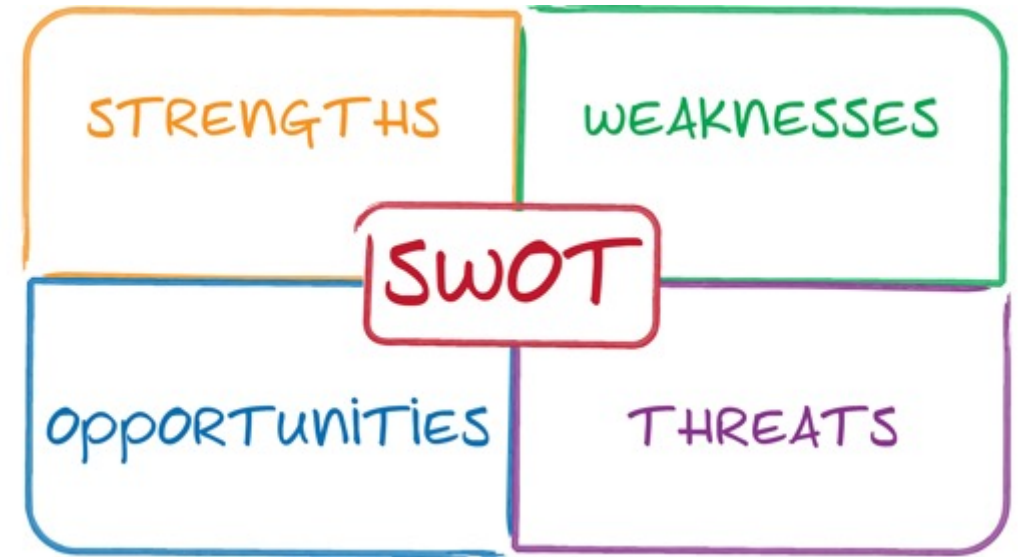 STRENGTHS
WEAKNESSES
SWOT
OPPORTUNITIES
THREATS